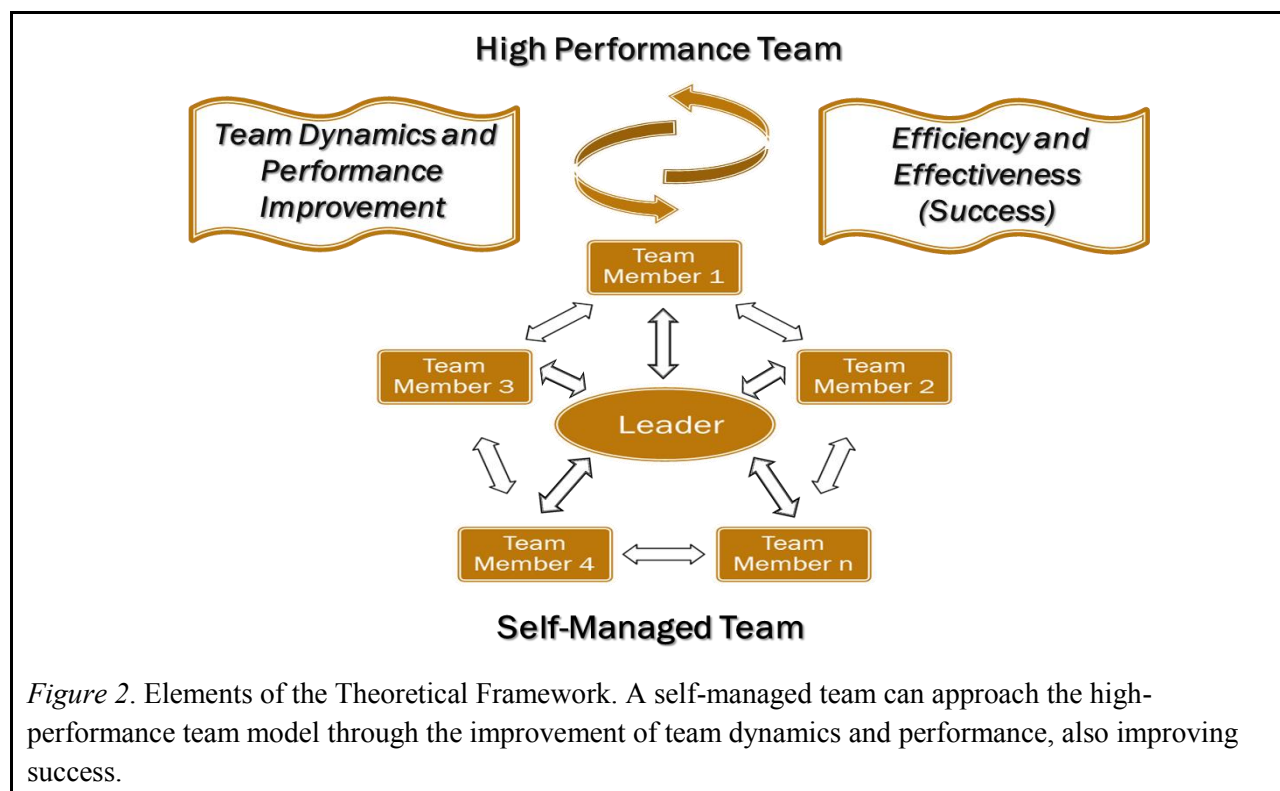 High Performance Team
Team Dynamics and
Performance
Improvement
Efficiency and
Effectiveness
(Success)
Team
Member 1
Team
Member 3
Team
Member 2
Leader
Team
Member 4
Team
Member n
Self-Managed Team
Figure 2. Elements of the Theoretical Framework. A self-managed team can approach the high-
performance team model through the improvement of team dynamics and performance, also improving
success.